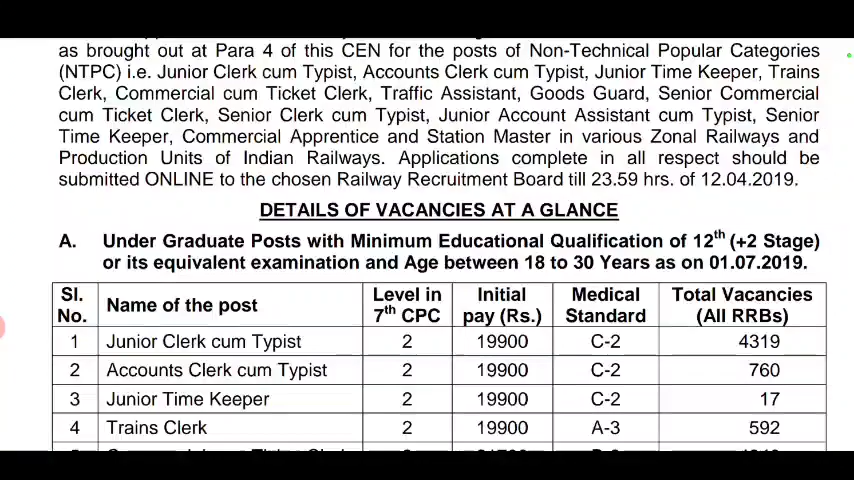 as brought out at Para 4 of this CEN for the posts of Non-Technical Popular Categories
(NTPC) i.e. Junior Clerk cum Typist, Accounts Clerk cum Typist, Junior Time Keeper, Trains
Clerk, Commercial cum Ticket Clerk, Traffic Assistant, Goods Guard, Senior Commercial
cum Ticket Clerk, Senior Clerk cum Typist, Junior Account Assistant cum Typist, Senior
Time Keeper, Commercial Apprentice and Station Master in various Zonal Railways and
Production Units of Indian Railways. Applications complete in all respect should be
submitted ONLINE to the chosen Railway Recruitment Board till 23.59 hrs. of 12.04.2019.
DETAILS OF VACANCIES AT A GLANCE
A. Under Graduate Posts with Minimum Educational Qualification of 12th (+2 Stage)
or its equivalent examination and Age between 18 to 30 Years as on 01.07.2019.
Sl. No. Name of the post Level in 7th CPC Initial pay (Rs.) Medical Standard Total Vacancies (All RRBs)
1 Junior Clerk cum Typist 2 19900 C-2 4319
2 Accounts Clerk cum Typist 2 19900 C-2 760
3 Junior Time Keeper 2 19900 C-2 17
4 Trains Clerk 2 19900 A-3 592